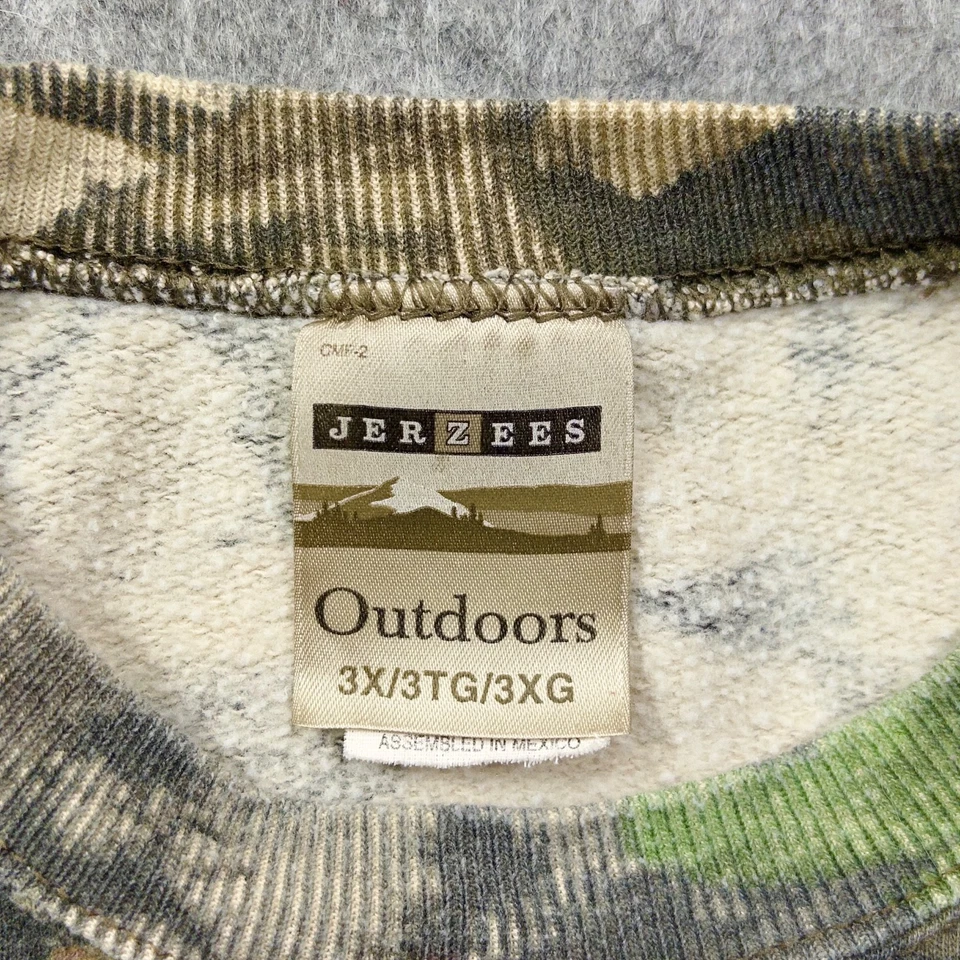 CMF-2
JERZEES
Outdoors
3X/3TG/3XG
ASSEMBLED IN MEXICO